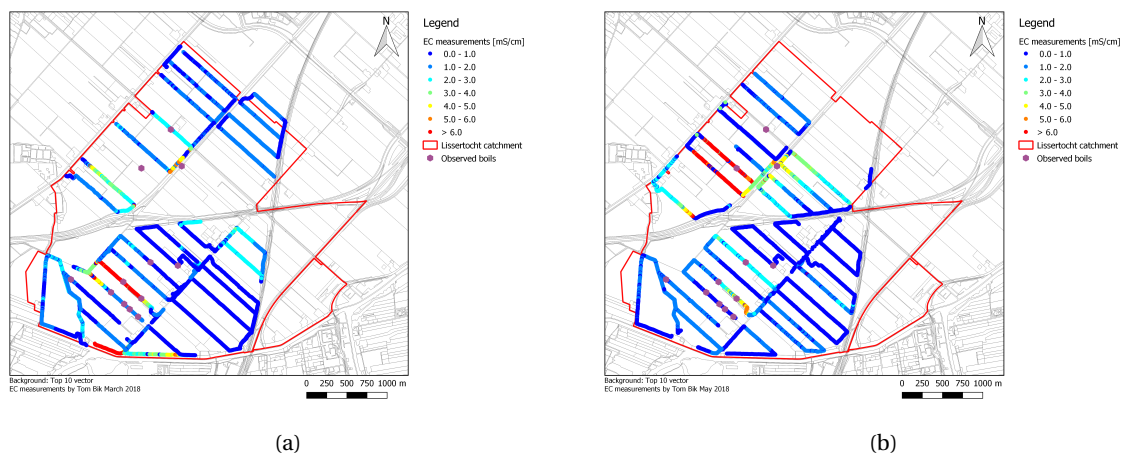 N
Legend
EC measurements [mS/cm]
0.0 - 1.0
1.0 - 2.0
2.0 - 3.0
3.0 - 4.0
4.0 - 5.0
5.0 - 6.0
> 6.0
Lissertocht catchment
Observed boils
Background: Top 10 vector
EC measurements by Tom Bik March 2018
0 250 500 750 1000 m
(a)
N
Legend
EC measurements [mS/cm]
0.0 - 1.0
1.0 - 2.0
2.0 - 3.0
3.0 - 4.0
4.0 - 5.0
5.0 - 6.0
> 6.0
Lissertocht catchment
Observed boils
Background: Top 10 vector
EC measurements by Tom Bik May 2018
0 250 500 750 1000 m
(b)